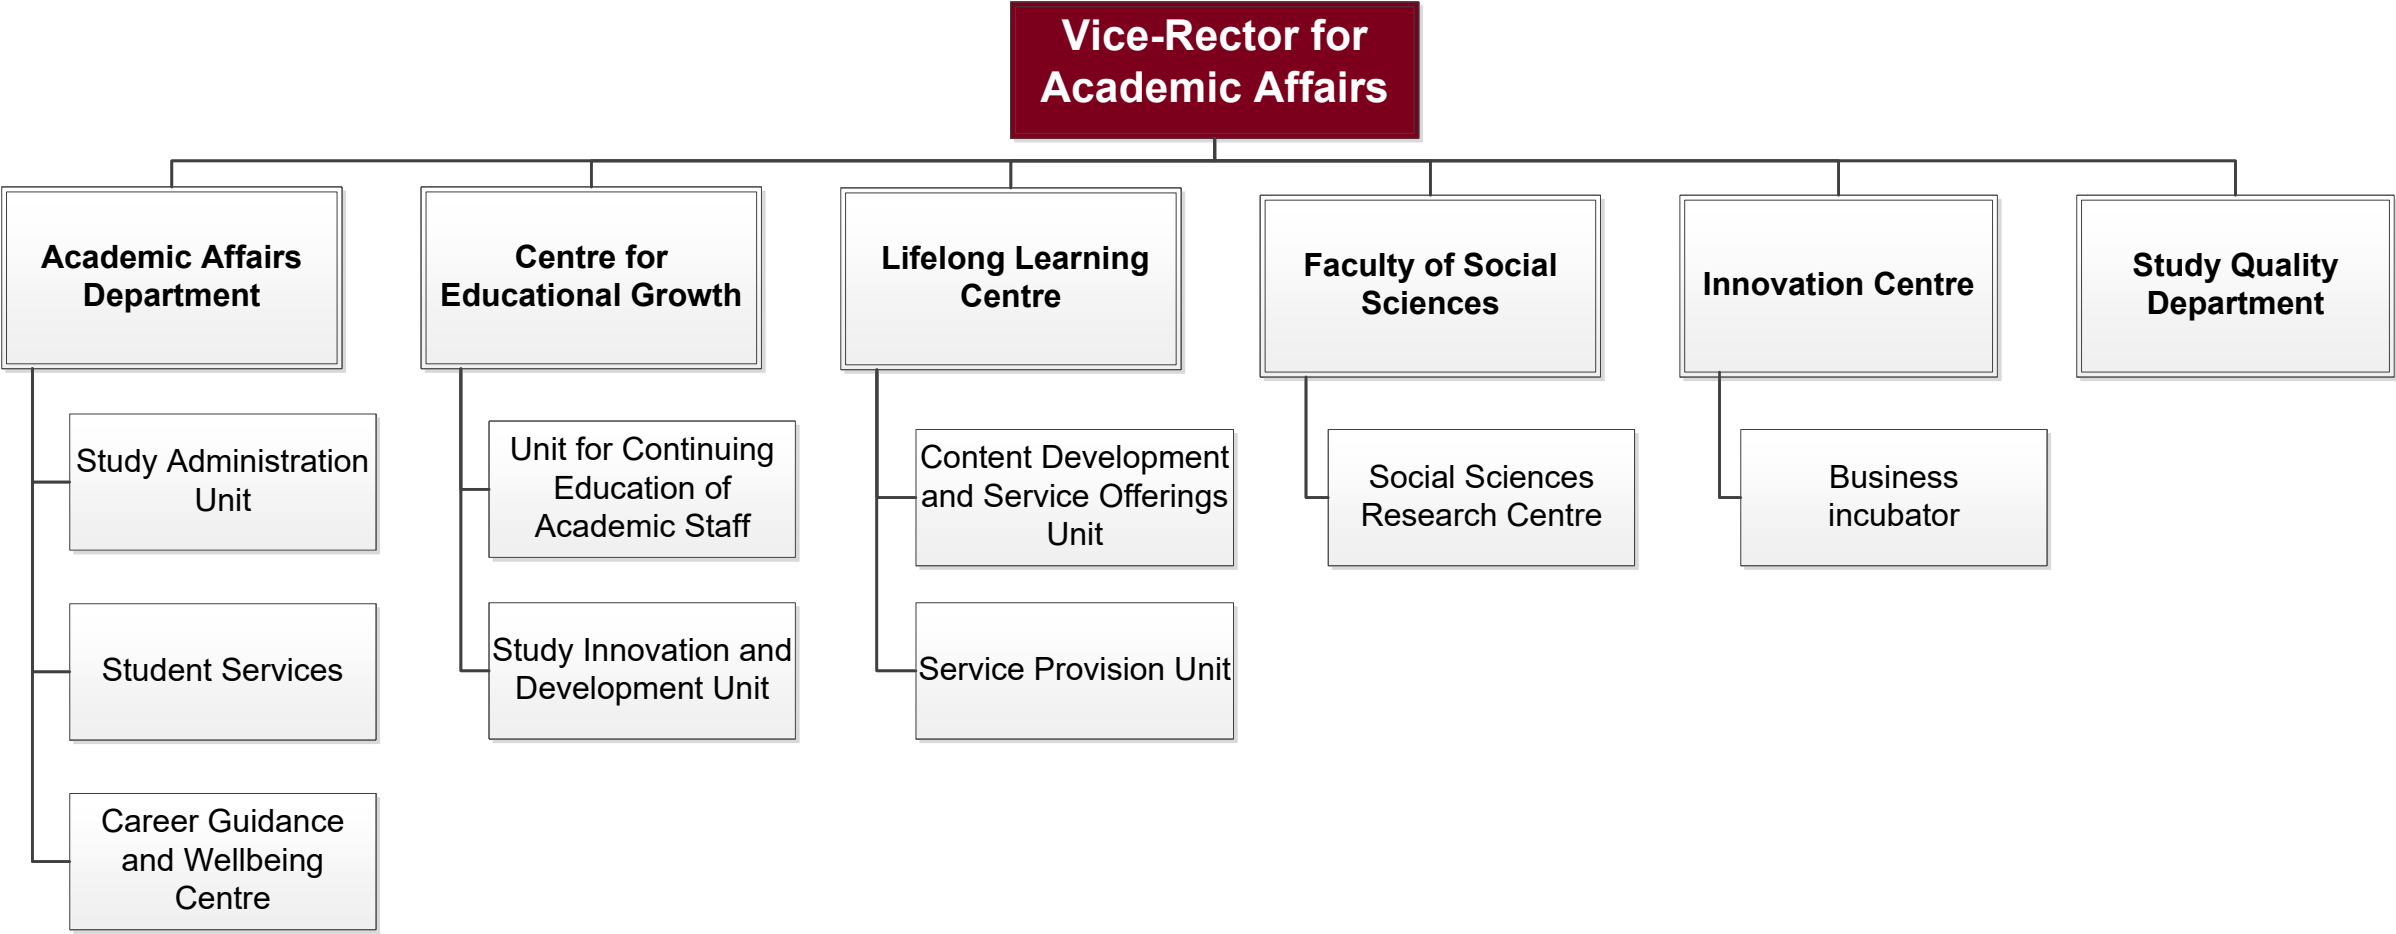 Vice-Rector for
Academic Affairs
Academic Affairs
Department
Centre for
Educational Growth
Lifelong Learning
Centre
Faculty of Social
Sciences
Innovation Centre
Study Quality
Department
Study Administration
Unit
Student Services
Career Guidance
and Wellbeing
Centre
Unit for Continuing
Education of
Academic Staff
Study Innovation and
Development Unit
Content Development
and Service Offerings
Unit
Service Provision Unit
Social Sciences
Research Centre
Business
incubator